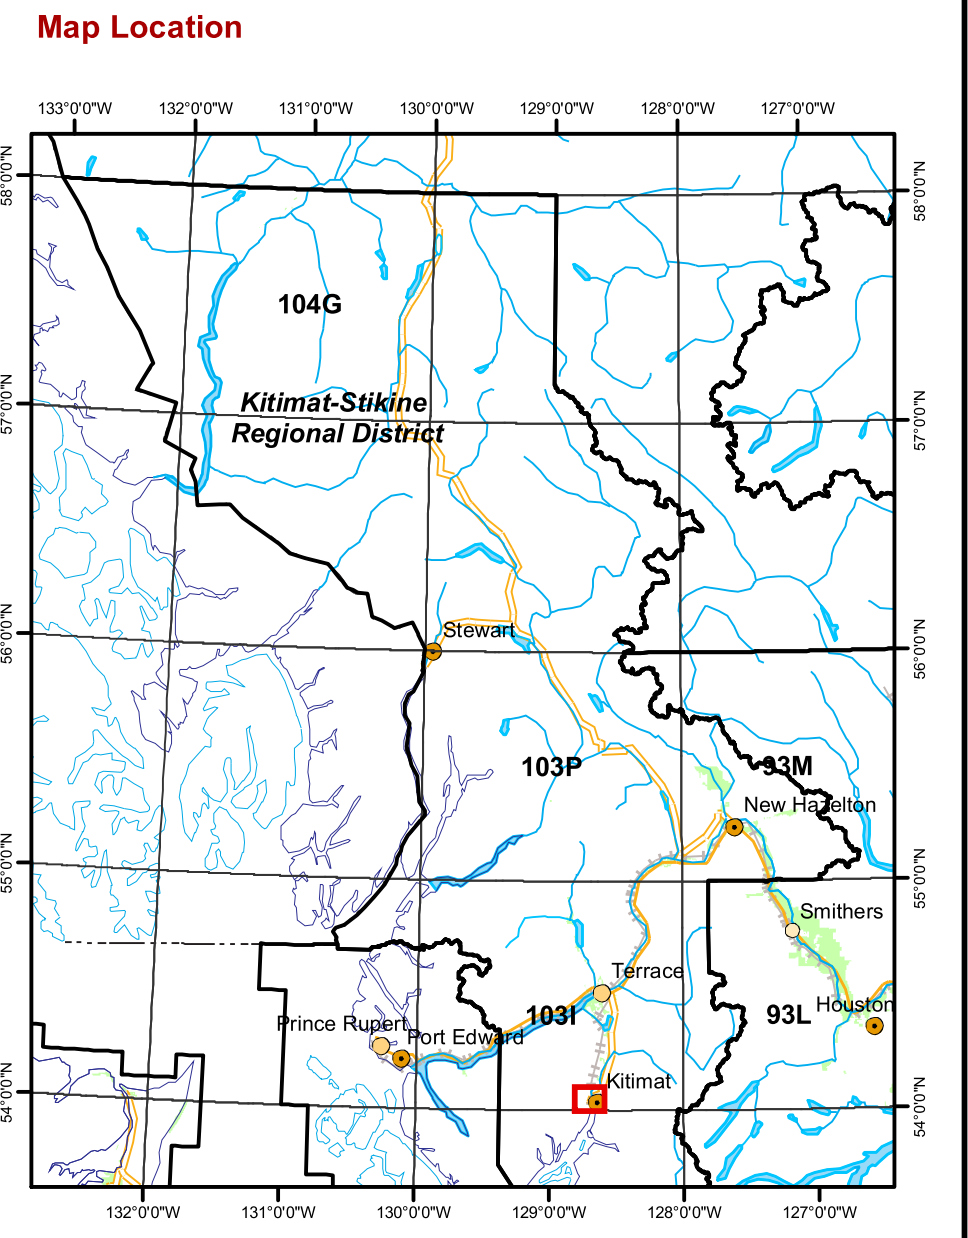 Map Location
133°0'0"W 132°0'0"W 131°0'0"W 130°0'0"W 129°0'0"W 128°0'0"W 127°0'0"W
58°0'0"N
58°0'0"N
104G
Kitimat-Stikine
Regional District
57°0'0"N
57°0'0"N
56°0'0"N
Stewart
56°0'0"N
103P
93M
New Hazelton
55°0'0"N
55°0'0"N
Smithers
Terrace
103I
93L
Houston
Prince Rupert
Port Edward
Kitimat
54°0'0"N
54°0'0"N
132°0'0"W 131°0'0"W 130°0'0"W 129°0'0"W 128°0'0"W 127°0'0"W